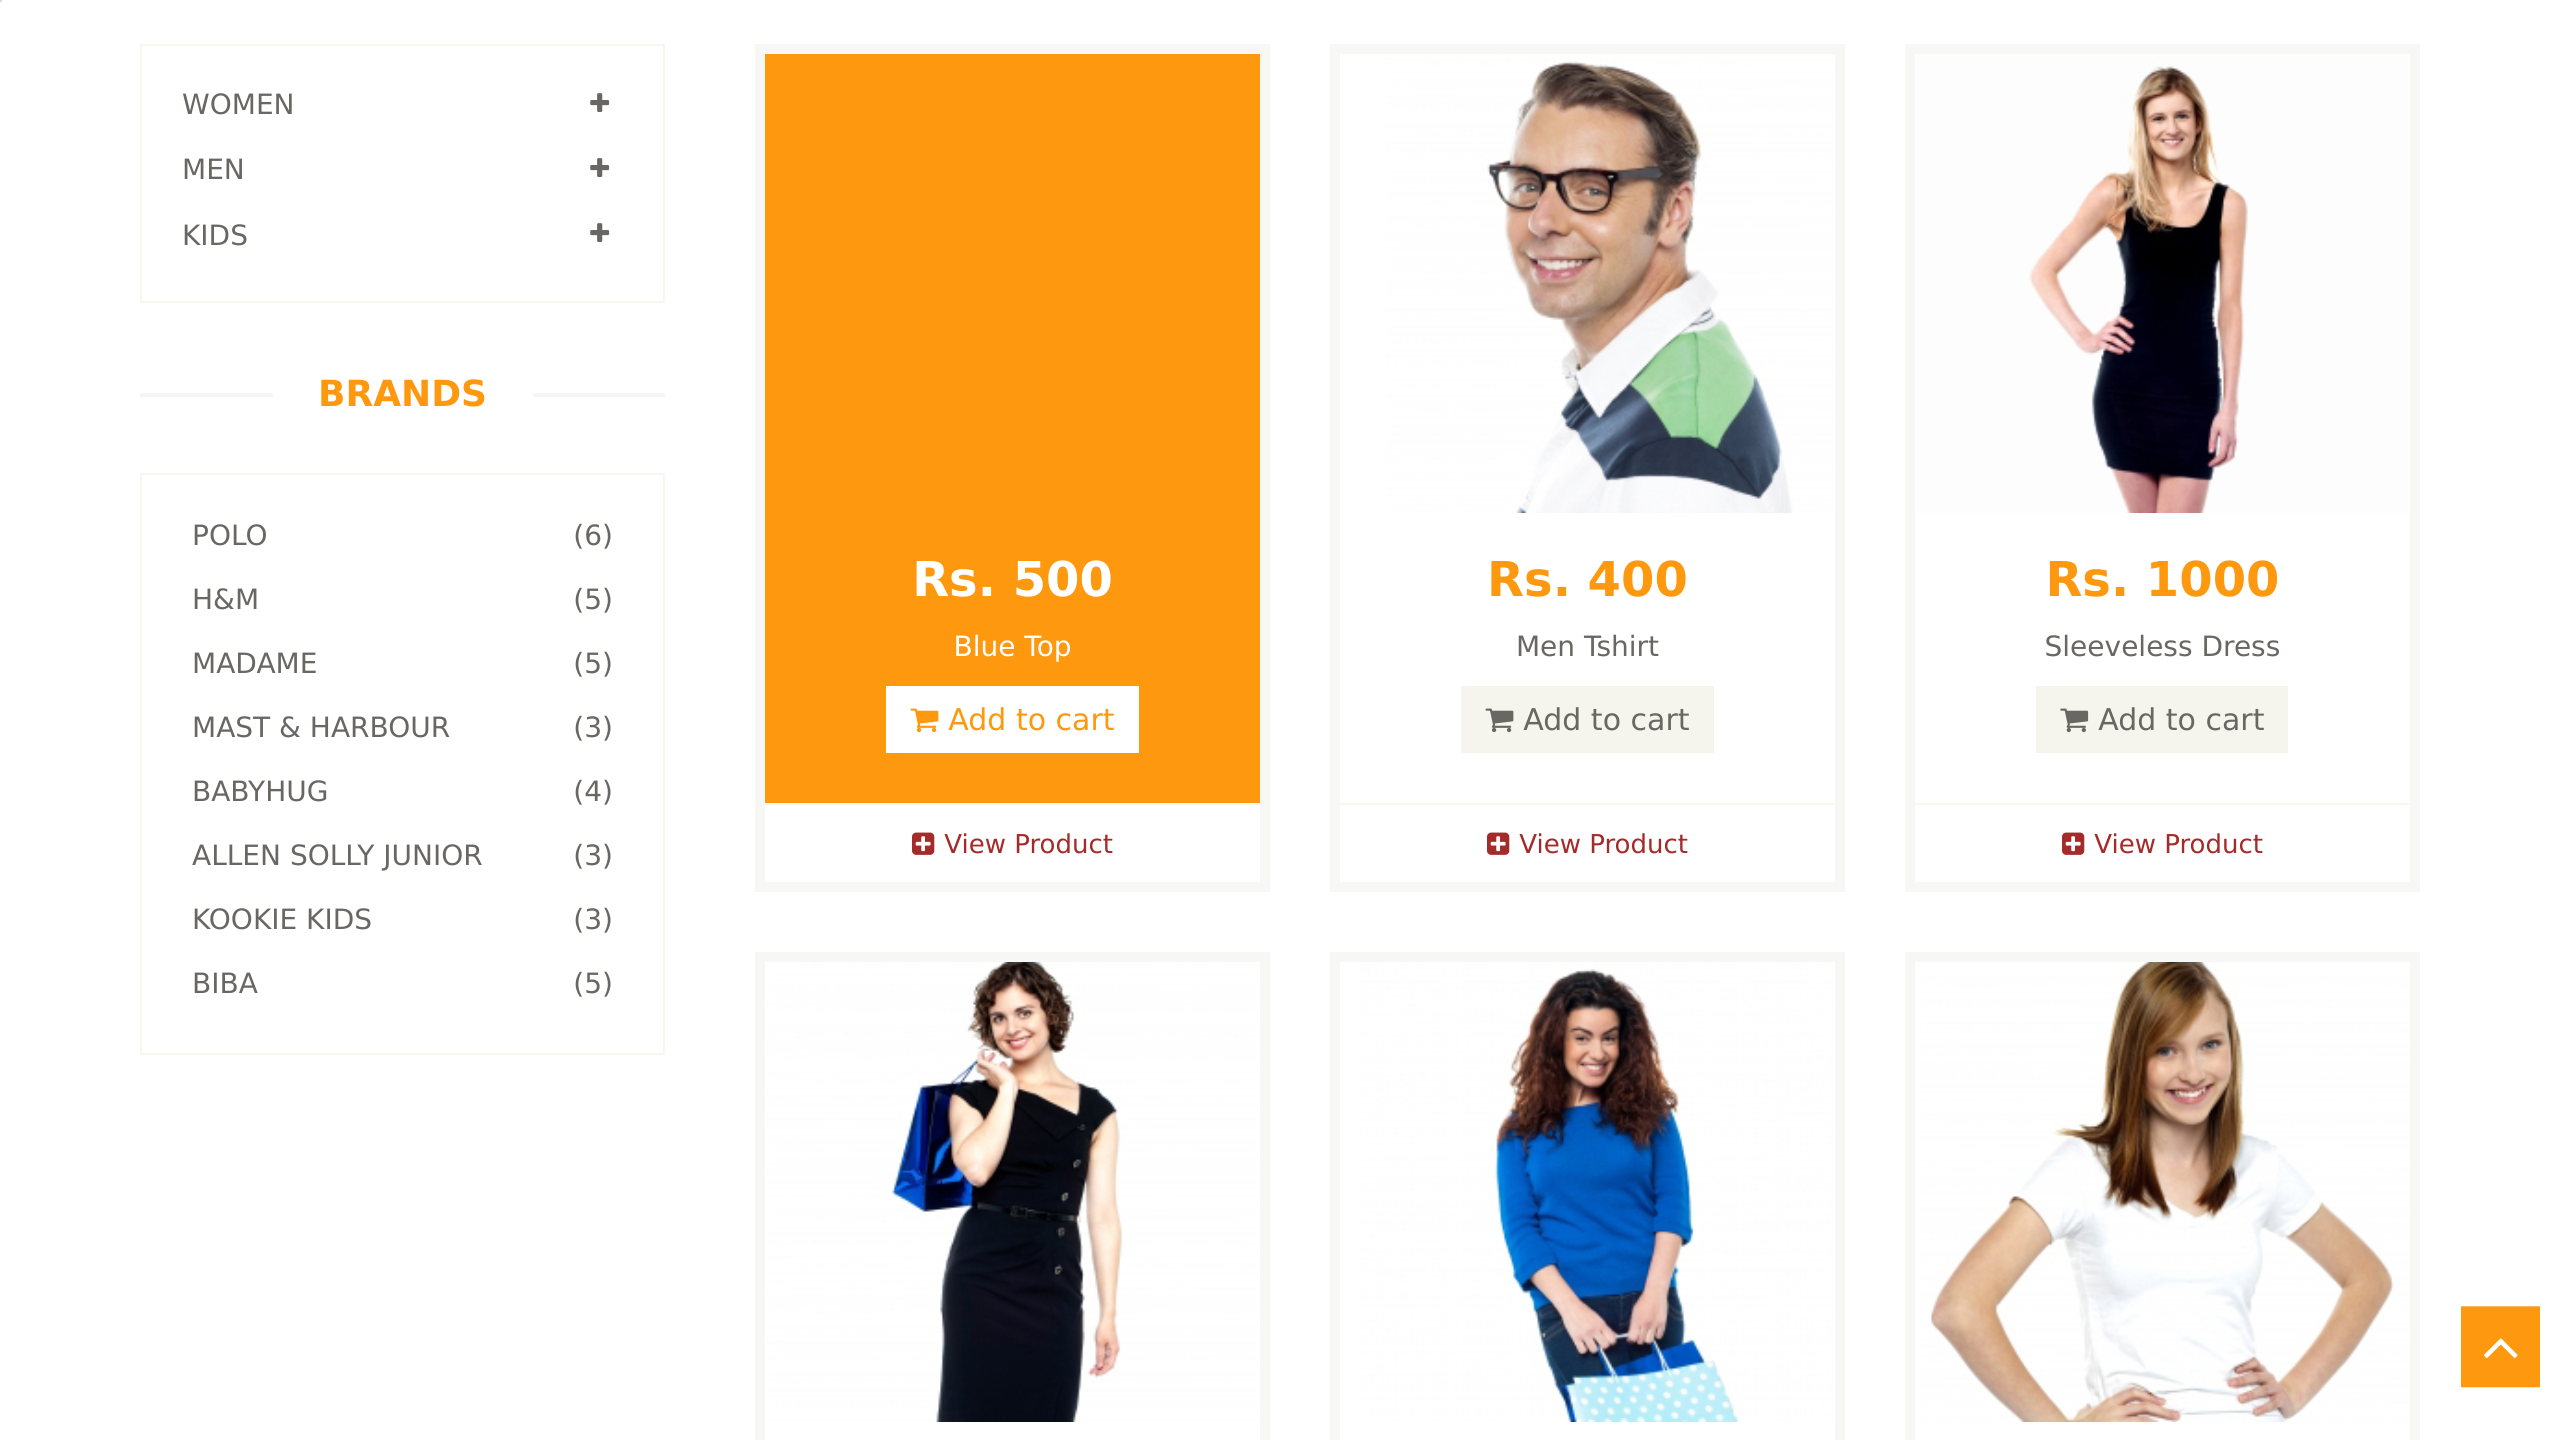 WOMEN
MEN
KIDS
BRANDS
POLO (6)
H&M (5)
MADAME (5)
MAST & HARBOUR (3)
BABYHUG (4)
ALLEN SOLLY JUNIOR (3)
KOOKIE KIDS (3)
BIBA (5)
Rs. 500
Blue Top
Add to cart
View Product
Rs. 400
Men Tshirt
Add to cart
View Product
Rs. 1000
Sleeveless Dress
Add to cart
View Product